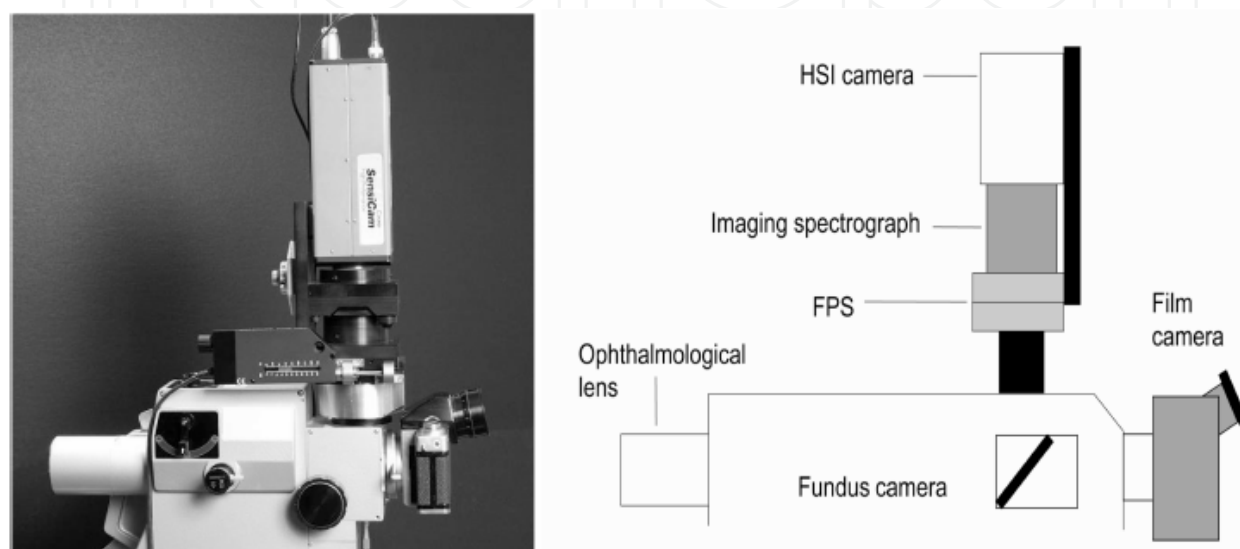 SensiCam
HSI camera
Imaging spectrograph
FPS
Film
camera
Ophthalmological
lens
Fundus camera